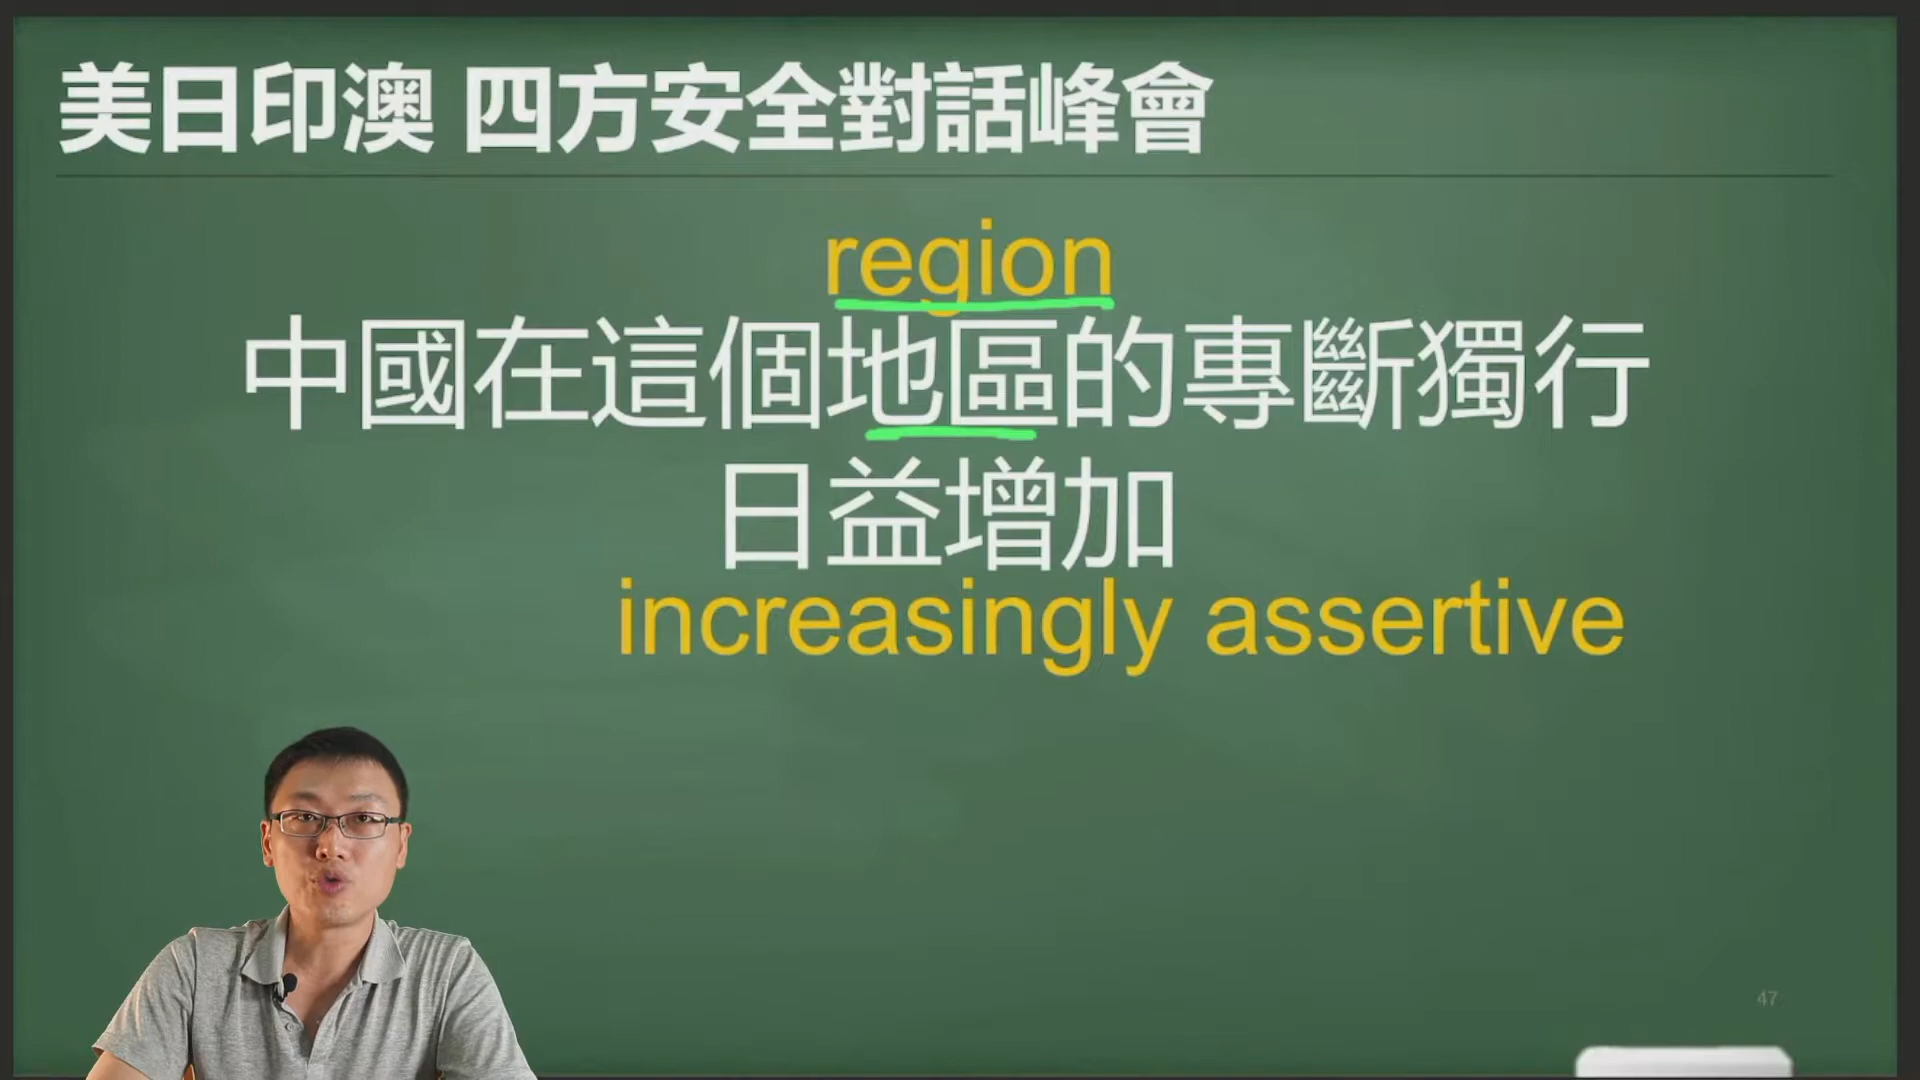 美日印澳 四方安全對話峰會
region
中國在這個地區的專斷獨行
日益增加
increasingly assertive
47